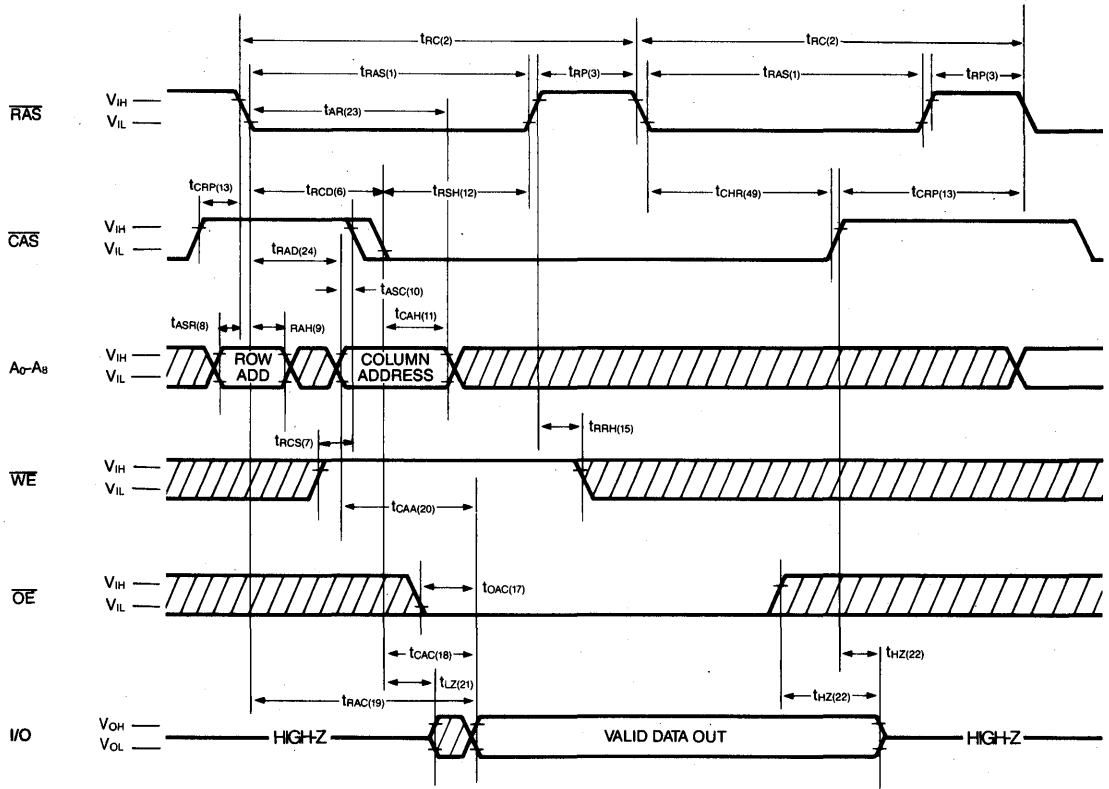 tRC(2) tRC(2)
tRAS(1) tRP(3) tRAS(1) tRP(3)
RAS VIH
VIL
tAR(23)
tCRP(13) tRCD(6) tRSH(12) tCHR(49) tCRP(13)
CAS VIH
VIL
tRAD(24)
tASC(10)
tASR(8) RAH(9) tCAH(11)
A0–A8 VIH
VIL
ROW
ADD
COLUMN
ADDRESS
tRCS(7) tRRH(15)
WE VIH
VIL
tCAA(20)
OE VIH
VIL
tOAC(17)
tCAC(18) tHZ(22)
tLZ(21)
tRAC(19) tHZ(22)
I/O VOH
VOL
HIGH-Z VALID DATA OUT HIGH-Z